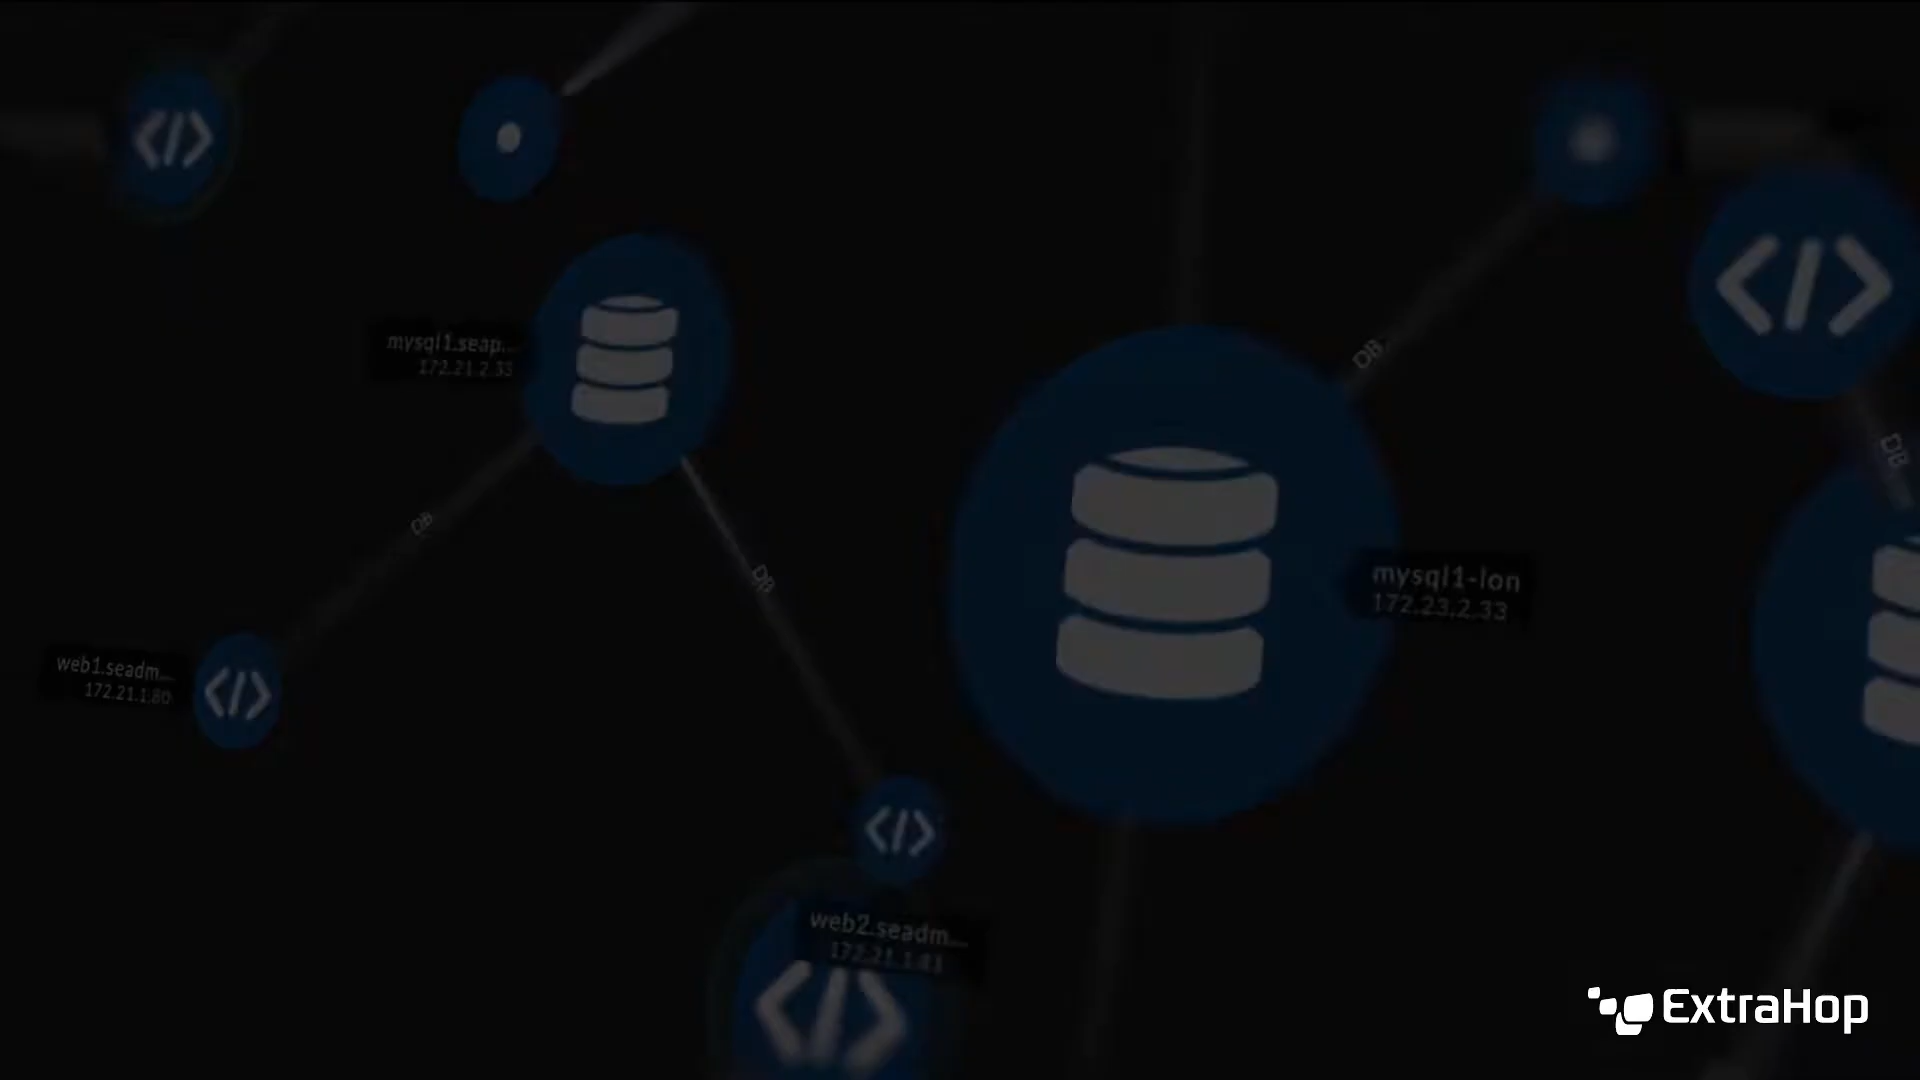 mysql1.seap...
172.21.2.33
DB
DB
DB
mysql1-lon
172.23.2.33
DB
web1.seadm...
172.21.1.80
web2.seadm...
ExtraHop